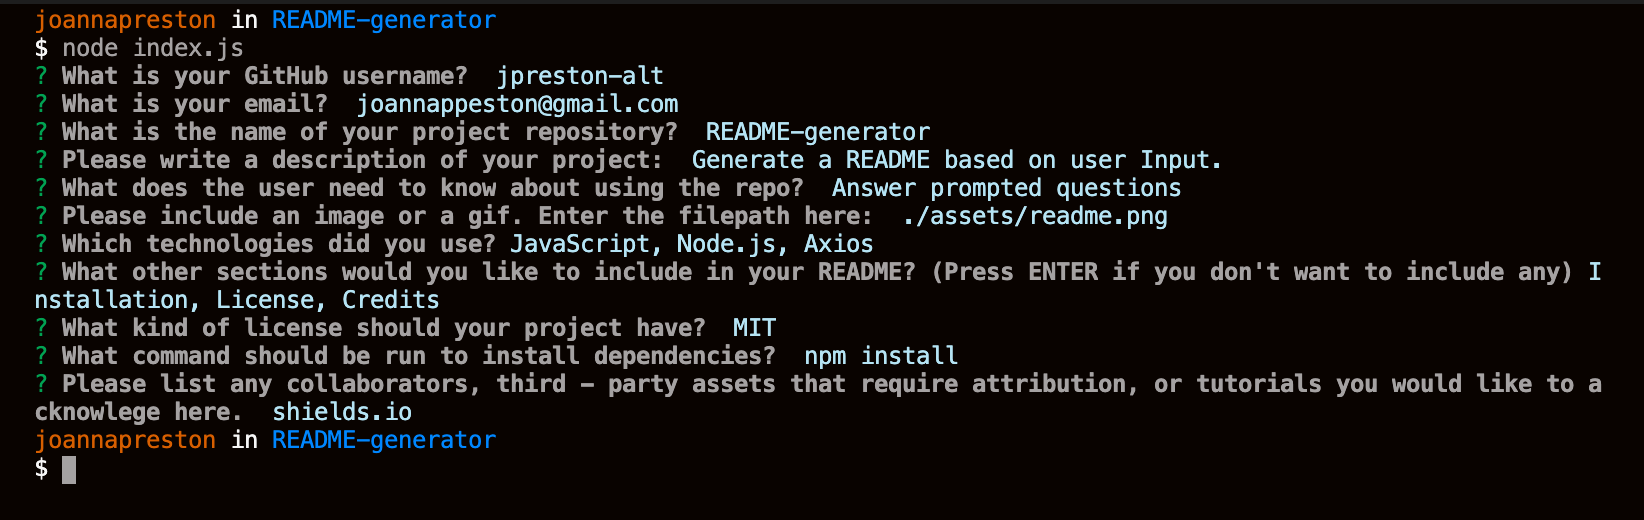 joannapreston in README-generator
$ node index.js
? What is your GitHub username?  jpreston-alt
? What is your email?  joannappeston@gmail.com
? What is the name of your project repository?  README-generator
? Please write a description of your project:  Generate a README based on user Input.
? What does the user need to know about using the repo?  Answer prompted questions
? Please include an image or a gif. Enter the filepath here:  ./assets/readme.png
? Which technologies did you use? JavaScript, Node.js, Axios
? What other sections would you like to include in your README? (Press ENTER if you don't want to include any) I
nstallation, License, Credits
? What kind of license should your project have?  MIT
? What command should be run to install dependencies?  npm install
? Please list any collaborators, third - party assets that require attribution, or tutorials you would like to a
cknowlege here.  shields.io
joannapreston in README-generator
$